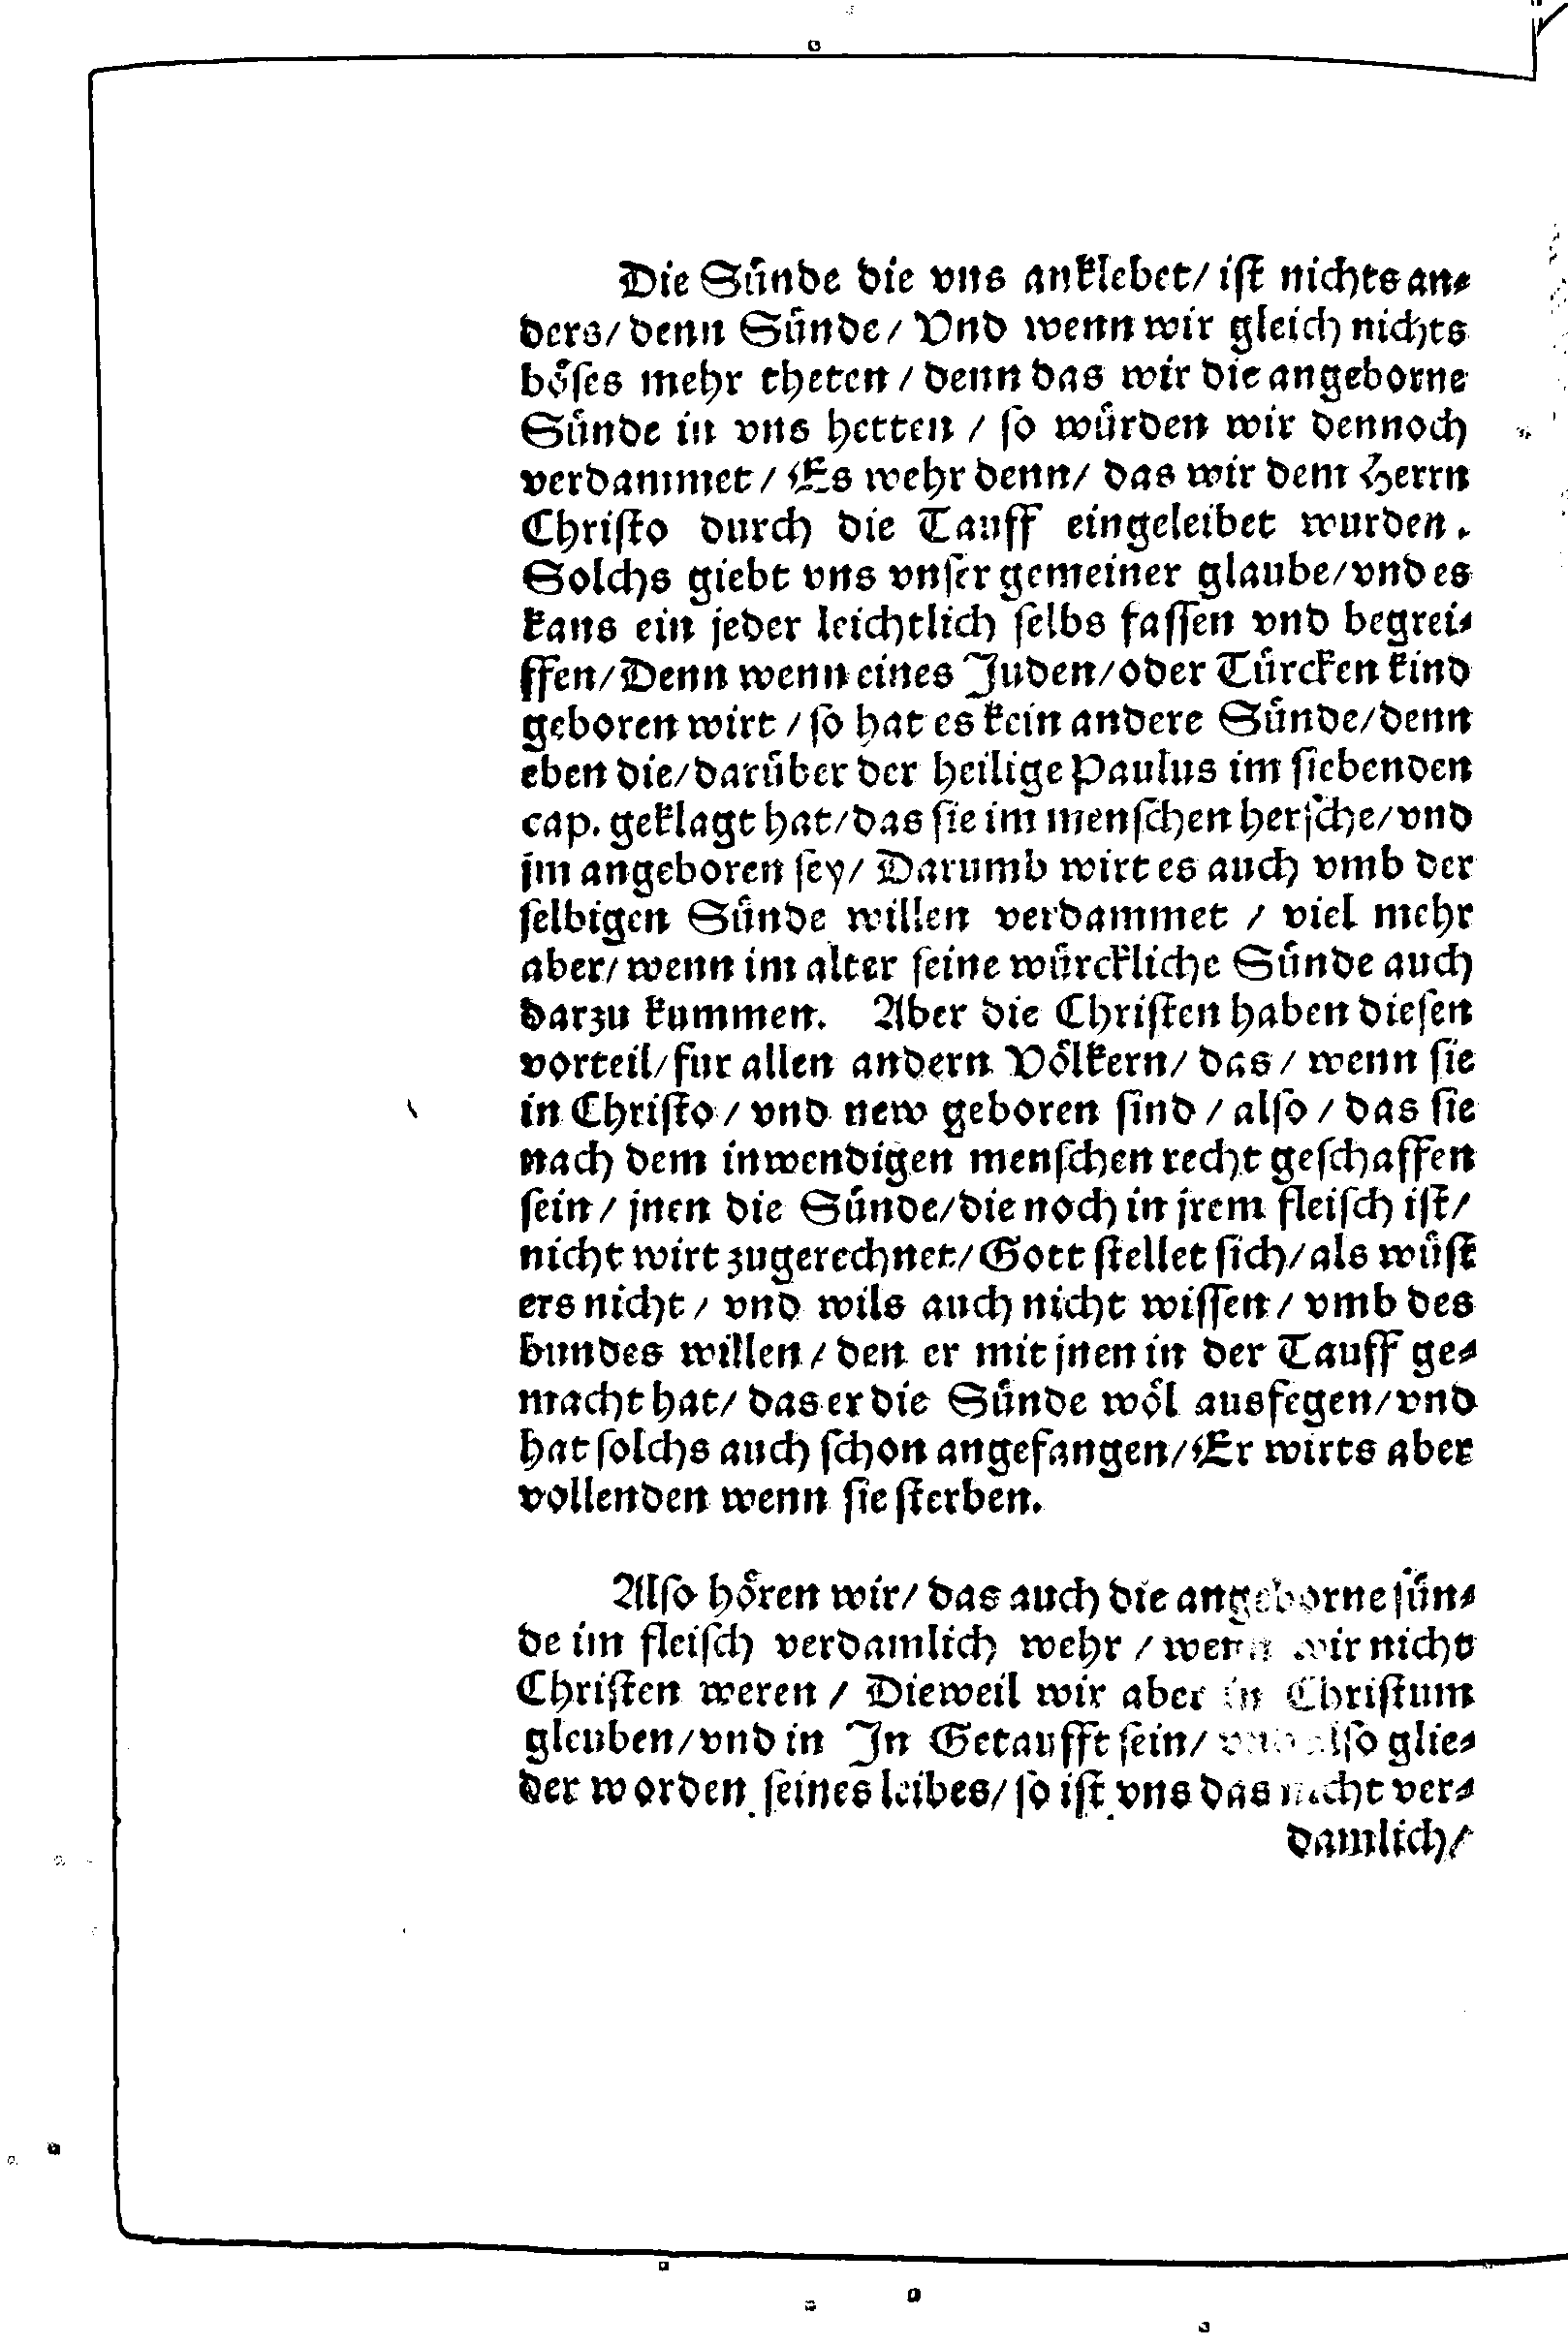 Die Sünde die vns anklebet/ iſt nichts an⸗
ders/ denn Sünde/ Vnd wenn wir gleich nichts
böſes mehr theten/ denn das wir die angeborne
Sünde in vns hetten/ ſo würden wir dennoch
verdammet/ Es wehr denn/ das wir dem Herrn
Chriſto durch die Tauff eingeleibet wurden.
Solchs giebt vns vnſer gemeiner glaube/ vnd es
kans ein jeder leichtlich ſelbs faſſen vnd begrei⸗
ffen/ Denn wenn eines Juden/ oder Türcken kind
geboren wirt/ ſo hat es kein andere Sünde/ denn
eben die/ darüber der heilige Paulus im ſiebenden
cap. geklagt hat/ das ſie im menſchen herſche/ vnd
jm angeboren ſey/ Darumb wirt es auch vmb der
ſelbigen Sünde willen verdammet/ viel mehr
aber/ wenn im alter ſeine würckliche Sünde auch
darzu kummen. Aber die Chriſten haben dieſen
vorteil/ fur allen andern Völkern/ das/ wenn ſie
in Chriſto/ vnd new geboren ſind/ alſo/ das ſie
nach dem inwendigen menſchen recht geſchaffen
ſein/ jnen die Sünde/ die noch in jrem fleiſch iſt/
nicht wirt zugerechnet/ Gott ſtellet ſich/ als wüſt
ers nicht/ vnd wils auch nicht wiſſen/ vmb des
bundes willen/ den er mit jnen in der Tauff ge⸗
macht hat/ das er die Sünde wöl ausfegen/ vnd
hat ſolchs auch ſchon angefangen/ Er wirts aber
vollenden wenn ſie ſterben.
Alſo hören wir/ das auch die angeborne ſün⸗
de im fleiſch verdamlich wehr/ wenn wir nicht
Chriſten weren/ Dieweil wir aber in Chriſtum
gleuben/ vnd in Jn Getaufft ſein/ vnd alſo glie⸗
der worden ſeines leibes/ ſo iſt vns das nicht ver⸗
damlich/